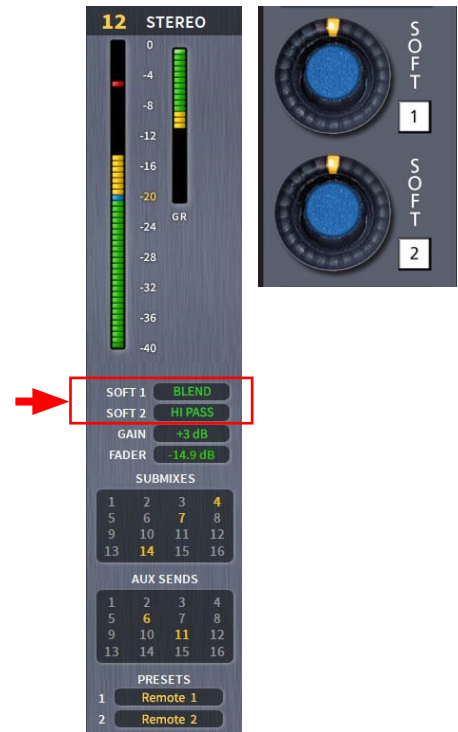 12 STEREO
0
-4
-8
-12
-16
-20
-24
-28
-32
-36
-40
GR
SOFT 1 BLEND
SOFT 2 HI PASS
GAIN +3 dB
FADER -14.9 dB
SUBMIXES
1 2 3 4
5 6 7 8
9 10 11 12
13 14 15 16
AUX SENDS
1 2 3 4
5 6 7 8
9 10 11 12
13 14 15 16
PRESETS
1 Remote 1
2 Remote 2
SOFT
1
SOFT
2